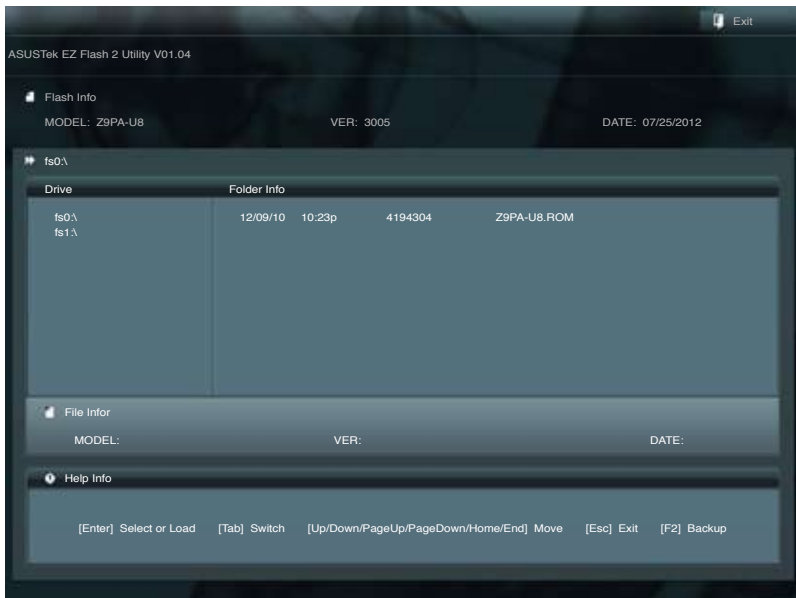 Exit
ASUSTek EZ Flash 2 Utility V01.04
Flash Info
MODEL: Z9PA-U8 VER: 3005 DATE: 07/25/2012
fs0:\
Drive Folder Info
fs0:\ 12/09/10 10:23p 4194304 Z9PA-U8.ROM
fs1:\
File Infor
MODEL: VER: DATE:
Help Info
[Enter] Select or Load [Tab] Switch [Up/Down/PageUp/PageDown/Home/End] Move [Esc] Exit [F2] Backup